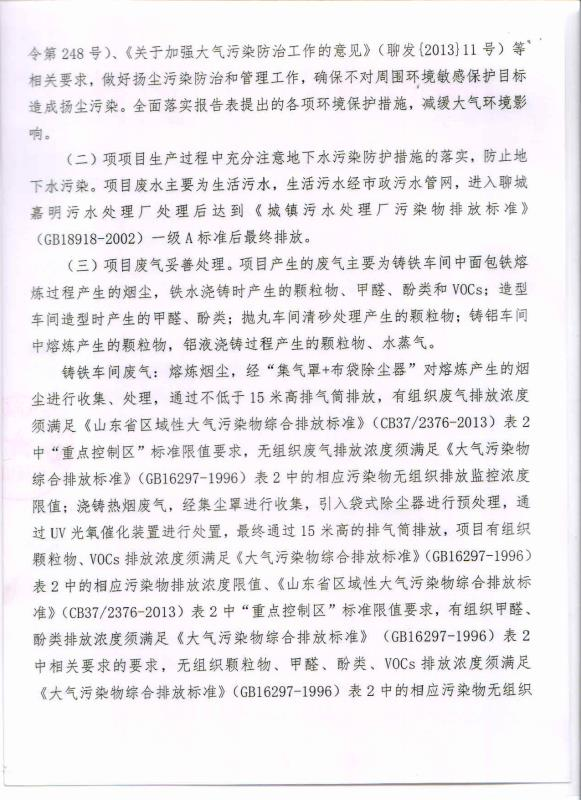 令第 248 号）、《关于加强大气污染防治工作的意见》（聊发{2013}11 号）等
相关要求，做好扬尘污染防治和管理工作，确保不对周围环境敏感保护目标
造成扬尘污染。全面落实报告表提出的各项环境保护措施，减缓大气环境影
响。
（二）项项目生产过程中充分注意地下水污染防护措施的落实，防止地
下水污染。项目废水主要为生活污水，生活污水经市政污水管网，进入聊城
嘉明污水处理厂处理后达到《城镇污水处理厂污染物排放标准》
（GB18918-2002）一级 A 标准后最终排放。
（三）项目废气妥善处理。项目产生的废气主要为铸铁车间中面包铁熔
炼过程产生的烟尘，铁水浇铸时产生的颗粒物、甲醛、酚类和 VOCs；造型
车间造型时产生的甲醛、酚类；抛丸车间清砂处理产生的颗粒物；铸铝车间
中熔炼产生的颗粒物，铝液浇铸过程产生的颗粒物、水蒸气。
铸铁车间废气：熔炼烟尘，经“集气罩+布袋除尘器”对熔炼产生的烟
尘进行收集、处理，通过不低于 15 米高排气筒排放，有组织废气排放浓度
须满足《山东省区域性大气污染物综合排放标准》（CB37/2376-2013）表 2
中“重点控制区”标准限值要求，无组织废气排放浓度须满足《大气污染物
综合排放标准》（GB16297-1996）表 2 中的相应污染物无组织排放监控浓度
限值；浇铸热烟废气，经集尘罩进行收集，引入袋式除尘器进行预处理，通
过 UV 光氧催化装置进行处置，最终通过 15 米高的排气筒排放，项目有组织
颗粒物、VOCs 排放浓度须满足《大气污染物综合排放标准》（GB16297-1996）
表 2 中的相应污染物排放浓度限值、《山东省区域性大气污染物综合排放标
准》（CB37/2376-2013）表 2 中“重点控制区”标准限值要求，有组织甲醛、
酚类排放浓度须满足《大气污染物综合排放标准》（GB16297-1996）表 2
中相关要求的要求，无组织颗粒物、甲醛、酚类、VOCs 排放浓度须满足
《大气污染物综合排放标准》（GB16297-1996）表 2 中的相应污染物无组织